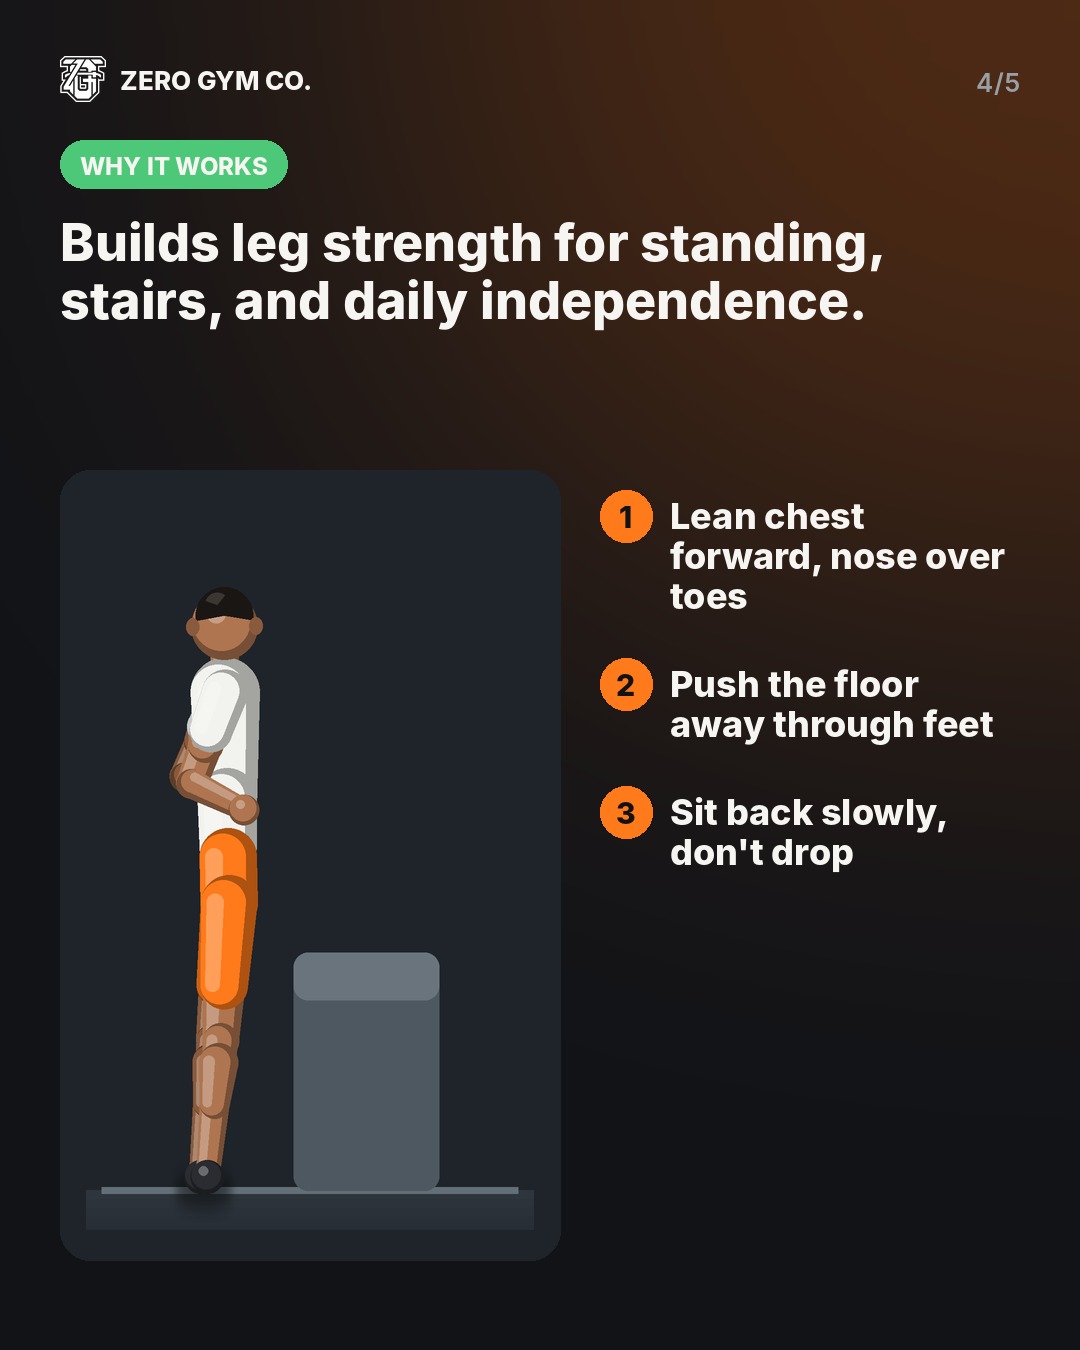 ZERO GYM CO.
4/5
WHY IT WORKS
Builds leg strength for standing,
stairs, and daily independence.
1 Lean chest
forward, nose over
toes
2 Push the floor
away through feet
3 Sit back slowly,
don't drop